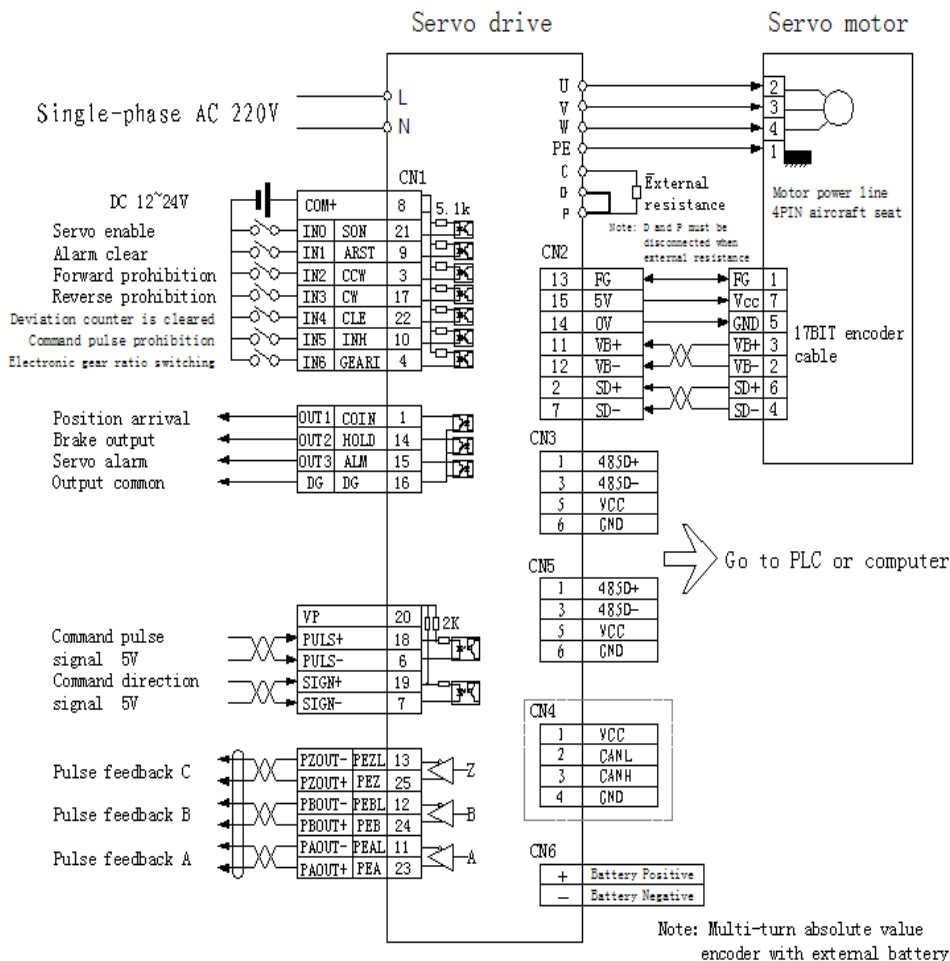 Servo drive
Servo motor
Single-phase AC 220V
L
N
U
V
W
PE
C
D
P
2
3
4
1
External
resistance
Note: D and P must be
disconnected when
external resistance
Motor power line
4PIN aircraft seat
CN1
DC 12~24V
COM+ 8
5.1k
Servo enable IN0 SON 21
Alarm clear IN1 ARST 9
Forward prohibition IN2 CCW 3
Reverse prohibition IN3 CW 17
Deviation counter is cleared IN4 CLE 22
Command pulse prohibition IN5 INH 10
Electronic gear ratio switching IN6 GEAR1 4
CN2
13 FG FG 1
15 5V Vcc 7
14 0V GND 5
11 VB+ VB+ 3
12 VB- VB- 2
2 SD+ SD+ 6
7 SD- SD- 4
17BIT encoder
cable
Position arrival OUT1 COIN 1
Brake output OUT2 HOLD 14
Servo alarm OUT3 ALM 15
Output common DG DG 16
CN3
1 485D+
3 485D-
5 VCC
6 GND
Go to PLC or computer
CN5
1 485D+
3 485D-
5 VCC
6 GND
VP 20
2K
Command pulse PULS+ 18
signal 5V PULS- 6
Command direction SIGN+ 19
signal 5V SIGN- 7
CN4
1 VCC
2 CANL
3 CANH
4 GND
PZOUT- PEZL 13
Pulse feedback C
Z
PZOUT+ PEZ 25
PBOUT- PEBL 12
Pulse feedback B
B
PBOUT+ PEB 24
PAOUT- PEAL 11
Pulse feedback A
A
PAOUT+ PEA 23
CN6
+ Battery Positive
- Battery Negative
Note: Multi-turn absolute value
encoder with external battery